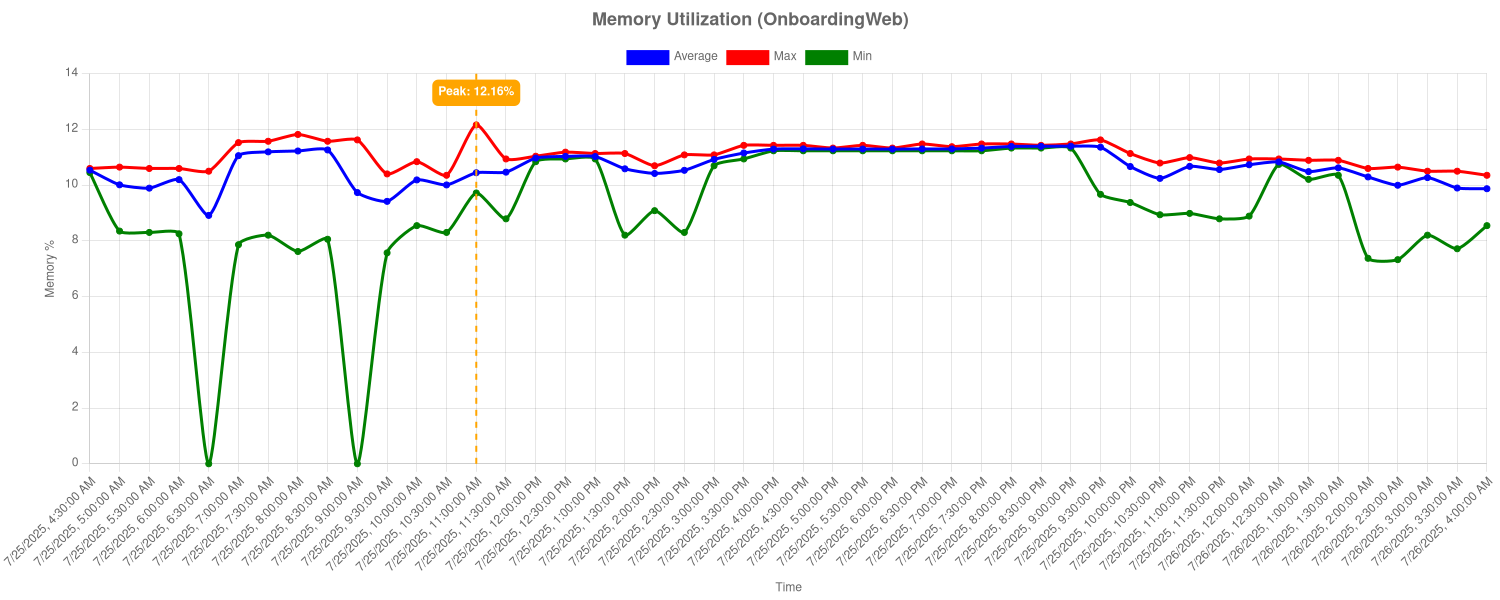 Memory Utilization (OnboardingWeb)
Average Max Min
Peak: 12.16%
14
12
10
8
6
4
2
0
Memory %
7/25/2025, 4:30:00 AM
7/25/2025, 5:00:00 AM
7/25/2025, 5:30:00 AM
7/25/2025, 6:00:00 AM
7/25/2025, 6:30:00 AM
7/25/2025, 7:00:00 AM
7/25/2025, 7:30:00 AM
7/25/2025, 8:00:00 AM
7/25/2025, 8:30:00 AM
7/25/2025, 9:00:00 AM
7/25/2025, 9:30:00 AM
7/25/2025, 10:00:00 AM
7/25/2025, 10:30:00 AM
7/25/2025, 11:00:00 AM
7/25/2025, 11:30:00 AM
7/25/2025, 12:00:00 PM
7/25/2025, 12:30:00 PM
7/25/2025, 1:00:00 PM
7/25/2025, 1:30:00 PM
7/25/2025, 2:00:00 PM
7/25/2025, 2:30:00 PM
7/25/2025, 3:00:00 PM
7/25/2025, 3:30:00 PM
7/25/2025, 4:00:00 PM
7/25/2025, 4:30:00 PM
7/25/2025, 5:00:00 PM
7/25/2025, 5:30:00 PM
7/25/2025, 6:00:00 PM
7/25/2025, 6:30:00 PM
7/25/2025, 7:00:00 PM
7/25/2025, 7:30:00 PM
7/25/2025, 8:00:00 PM
7/25/2025, 8:30:00 PM
7/25/2025, 9:00:00 PM
7/25/2025, 9:30:00 PM
7/25/2025, 10:00:00 PM
7/25/2025, 10:30:00 PM
7/25/2025, 11:00:00 PM
7/25/2025, 11:30:00 PM
7/26/2025, 12:00:00 AM
7/26/2025, 12:30:00 AM
7/26/2025, 1:00:00 AM
7/26/2025, 1:30:00 AM
7/26/2025, 2:00:00 AM
7/26/2025, 2:30:00 AM
7/26/2025, 3:00:00 AM
7/26/2025, 3:30:00 AM
7/26/2025, 4:00:00 AM
Time